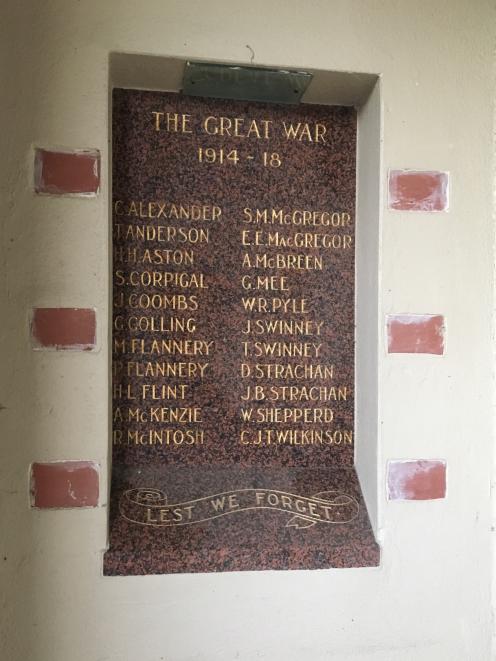 THE GREAT WAR
1914 - 18
C. ALEXANDER
T. ANDERSON
H.H. ASTON
S. CORPIGAL
J. COOMBS
G. COLLING
M. FLANNERY
P. FLANNERY
H.L. FLINT
A. McKENZIE
R. McINTOSH
S.M. McGREGOR
E.E. MacGREGOR
A. McBREEN
G. MEE
W.R. PYLE
J. SWINNEY
T. SWINNEY
D. STRACHAN
J.B. STRACHAN
W. SHEPPERD
C.J.T. WILKINSON
LEST WE FORGET